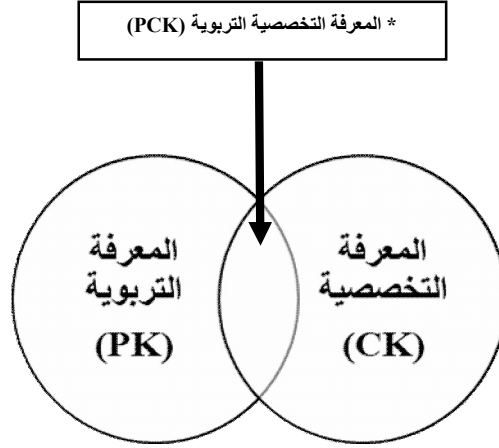 * المعرفة التخصصية التربوية (PCK)
المعرفة
التخصصية
(CK)
المعرفة
التربوية
(PK)